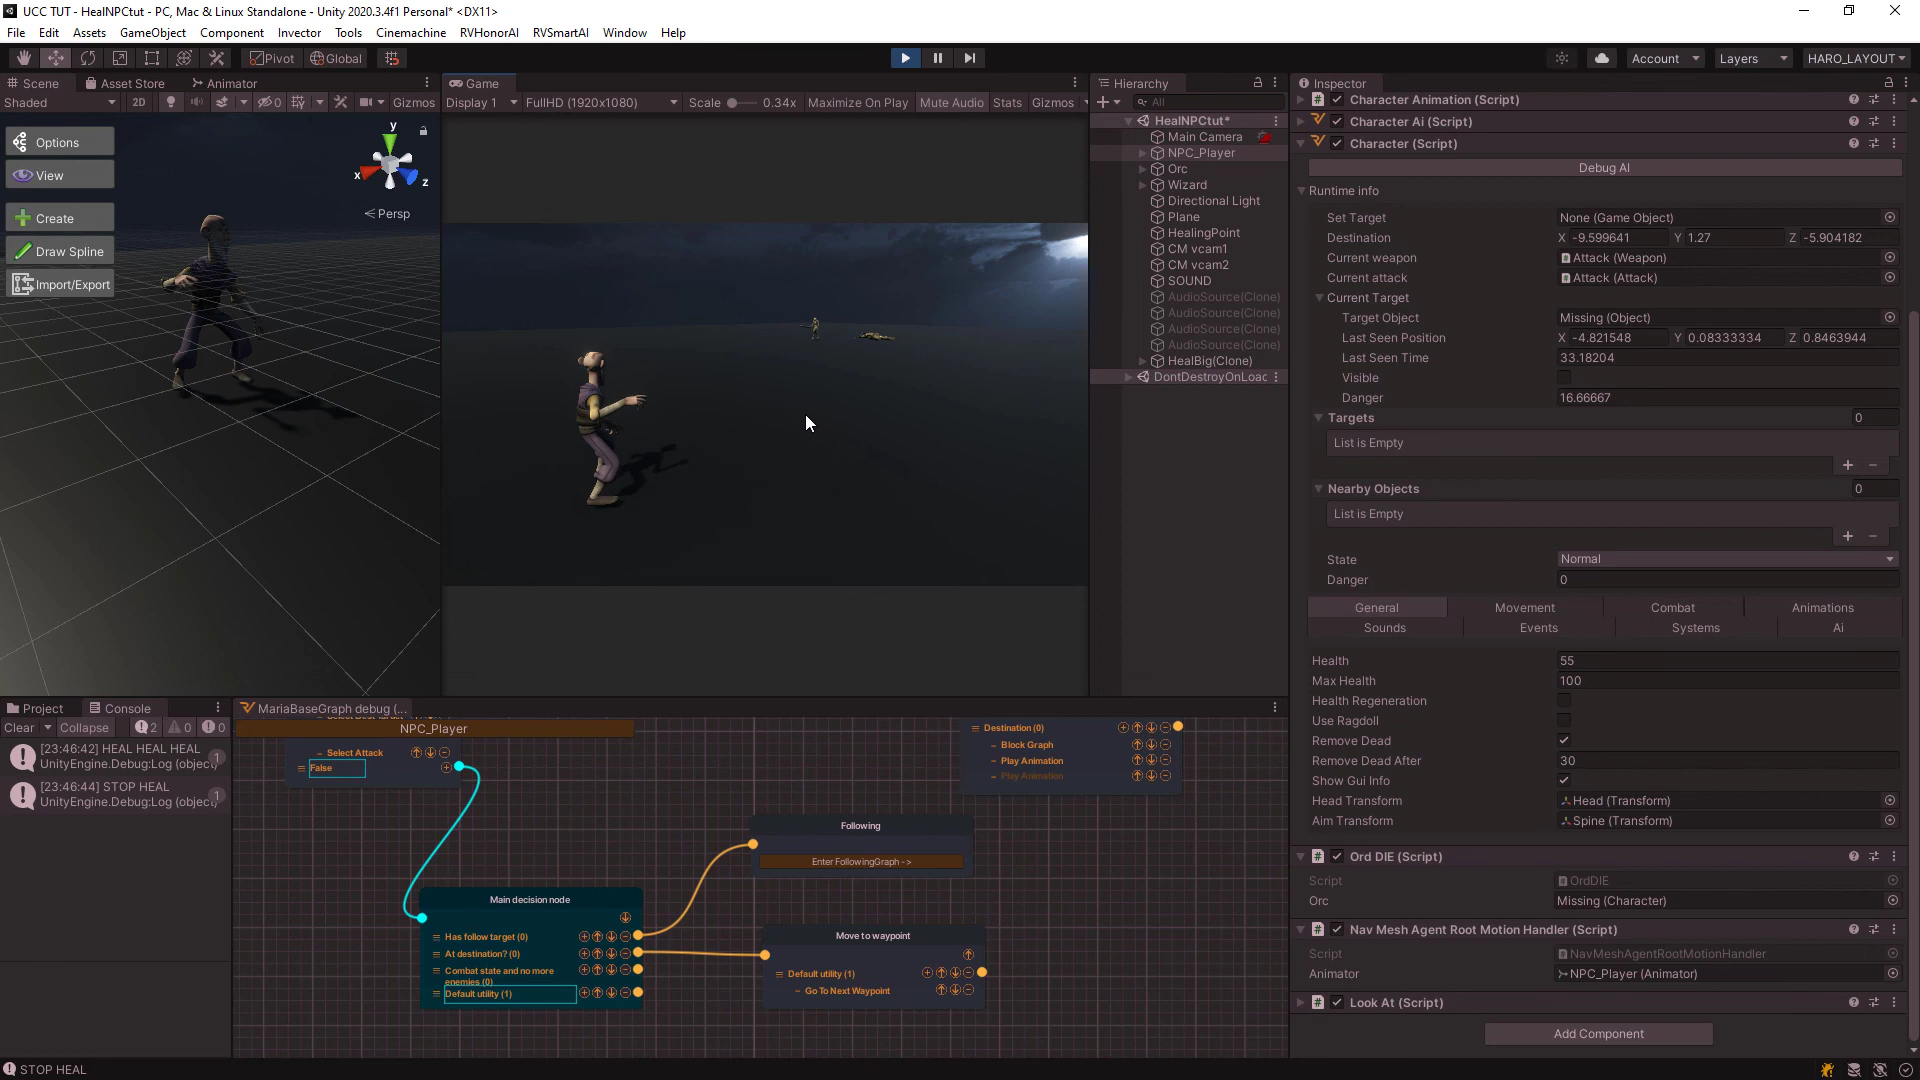 UCC TUT - HealNPCtut - PC, Mac & Linux Standalone - Unity 2020.3.4f1 Personal* <DX11>
File Edit Assets GameObject Component Invector Tools Cinemachine RVHonorAI RVSmartAI Window Help
Pivot Global Account Layers HARO_LAYOUT
Scene Asset Store Animator
Shaded 2D 0 Gizmos
Options
View
Create
Draw Spline
Import/Export
y
x
z
Persp
Game
Display 1 FullHD (1920x1080) Scale 0.34x Maximize On Play Mute Audio Stats Gizmos
Hierarchy
All
HealNPCtut*
Main Camera
NPC_Player
Orc
Wizard
Directional Light
Plane
HealingPoint
CM vcam1
CM vcam2
SOUND
AudioSource(Clone)
AudioSource(Clone)
AudioSource(Clone)
AudioSource(Clone)
HealBig(Clone)
DontDestroyOnLoad
Inspector
Character Animation (Script)
Character Ai (Script)
Character (Script)
Debug AI
Runtime info
Set Target None (Game Object)
Destination X -9.599641 Y 1.27 Z -5.904182
Current weapon Attack (Weapon)
Current attack Attack (Attack)
Current Target
Target Object Missing (Object)
Last Seen Position X -4.821548 Y 0.08333334 Z 0.8463944
Last Seen Time 33.18204
Visible
Danger 16.66667
Targets 0
List is Empty
Nearby Objects 0
List is Empty
State Normal
Danger 0
General Movement Combat Animations
Sounds Events Systems Ai
Health 55
Max Health 100
Health Regeneration
Use Ragdoll
Remove Dead
Remove Dead After 30
Show Gui Info
Head Transform Head (Transform)
Aim Transform Spine (Transform)
Ord DIE (Script)
Script OrdDIE
Orc Missing (Character)
Nav Mesh Agent Root Motion Handler (Script)
Script NavMeshAgentRootMotionHandler
Animator NPC_Player (Animator)
Look At (Script)
Add Component
Project Console
Clear Collapse 2 0 0
[23:46:42] HEAL HEAL HEAL
UnityEngine.Debug:Log (object) 1
[23:46:44] STOP HEAL
UnityEngine.Debug:Log (object) 1
MariaBaseGraph debug (...
NPC_Player
Select Attack
False
Main decision node
Has follow target (0)
At destination? (0)
Combat state and no more
enemies (0)
Default utility (1)
Following
Enter FollowingGraph ->
Move to waypoint
Default utility (1)
Go To Next Waypoint
Destination (0)
Block Graph
Play Animation
Play Animation
STOP HEAL